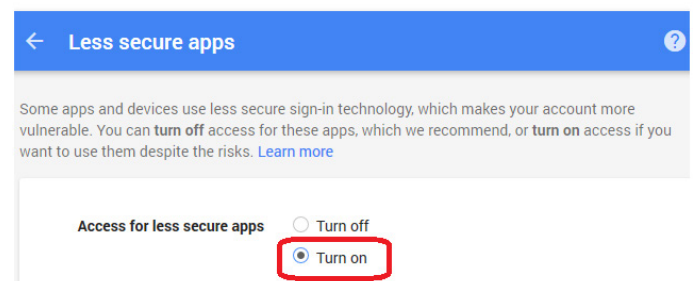 Less secure apps
Some apps and devices use less secure sign-in technology, which makes your account more
vulnerable. You can turn off access for these apps, which we recommend, or turn on access if you
want to use them despite the risks. Learn more
Access for less secure apps
Turn off
Turn on